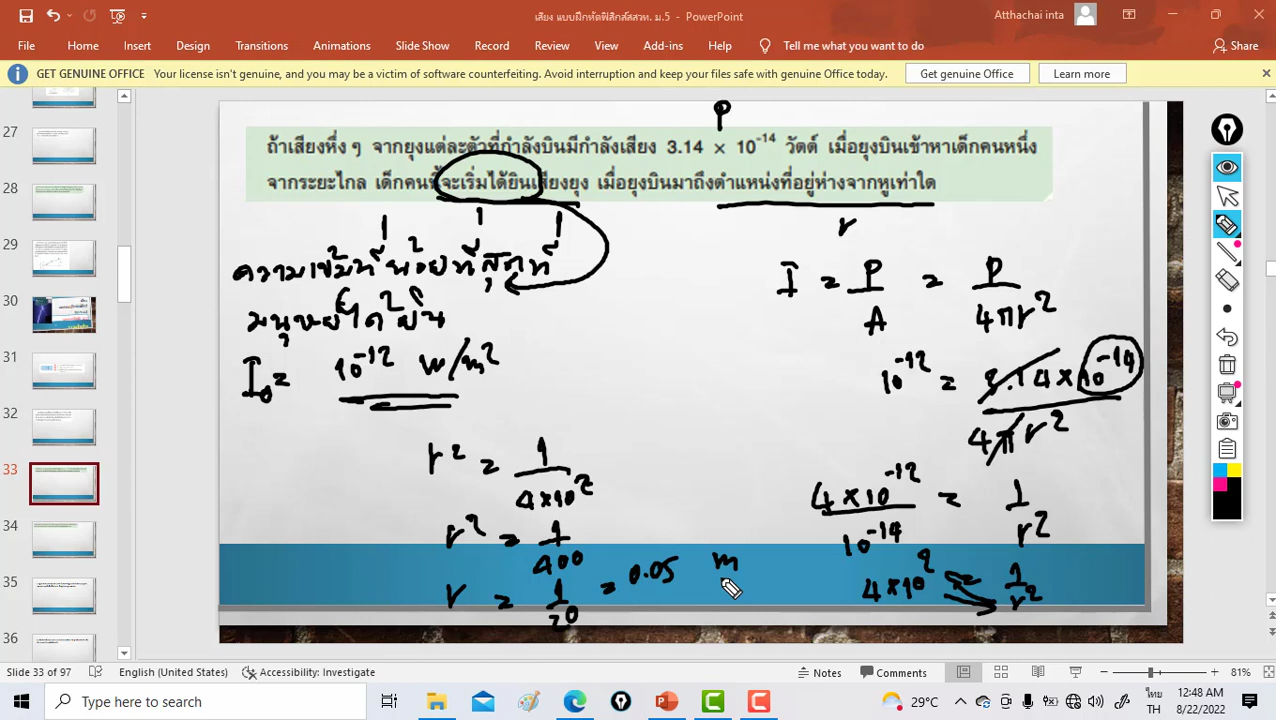 เสียง แบบฝึกหัดฟิสิกส์สสวท. ม.5 - PowerPoint
Atthachai inta
File Home Insert Design Transitions Animations Slide Show Record Review View Add-ins Help Tell me what you want to do Share
GET GENUINE OFFICE Your license isn't genuine, and you may be a victim of software counterfeiting. Avoid interruption and keep your files safe with genuine Office today. Get genuine Office Learn more
27
28
29
30
31
32
33
34
35
36
P
ถ้าเสียงหึ่ง ๆ จากยุงแต่ละตัวที่กำลังบินมีกำลังเสียง 3.14 × 10⁻¹⁴ วัตต์ เมื่อยุงบินเข้าหาเด็กคนหนึ่ง
จากระยะไกล เด็กคนนี้จะเริ่มได้ยินเสียงยุง เมื่อยุงบินมาถึงตำแหน่งที่อยู่ห่างจากหูเท่าใด
r
ความเข้มที่น้อยที่สุดที่
มนุษย์ได้ยิน
I₀ = 10⁻¹² W/m²
I = P/A = P/4πr²
10⁻¹² = 3.14×10⁻¹⁴/4πr²
4×10⁻¹²/10⁻¹⁴ = 1/r²
4×10² = 1/r²
r² = 1/4×10²
r² = 1/400
r = 1/20 = 0.05 m
Slide 33 of 97 English (United States) Accessibility: Investigate Notes Comments 81%
Type here to search 29°C ไทย TH 12:48 AM 8/22/2022